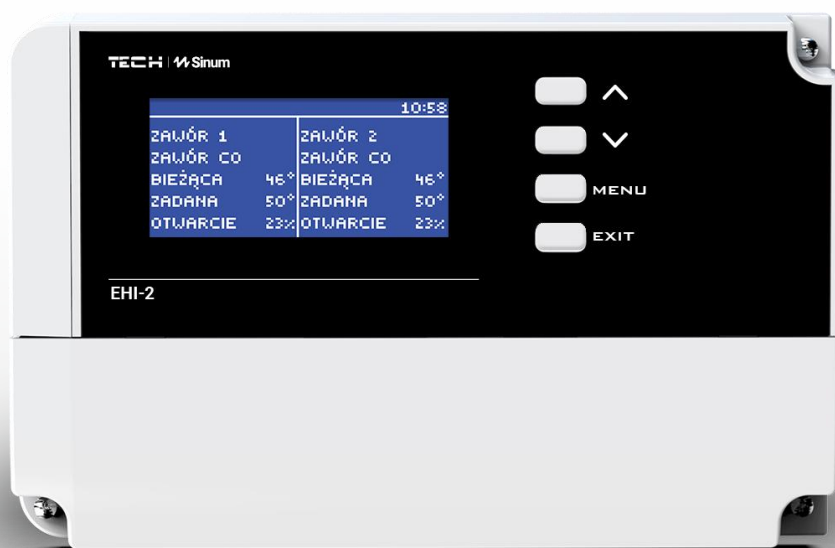 TECH | Sinum
10:58
ZAWÓR 1 ZAWÓR 2
ZAWÓR CO ZAWÓR CO
BIEŻĄCA 46° BIEŻĄCA 46°
ZADANA 50° ZADANA 50°
OTWARCIE 23% OTWARCIE 23%
MENU
EXIT
EHI-2